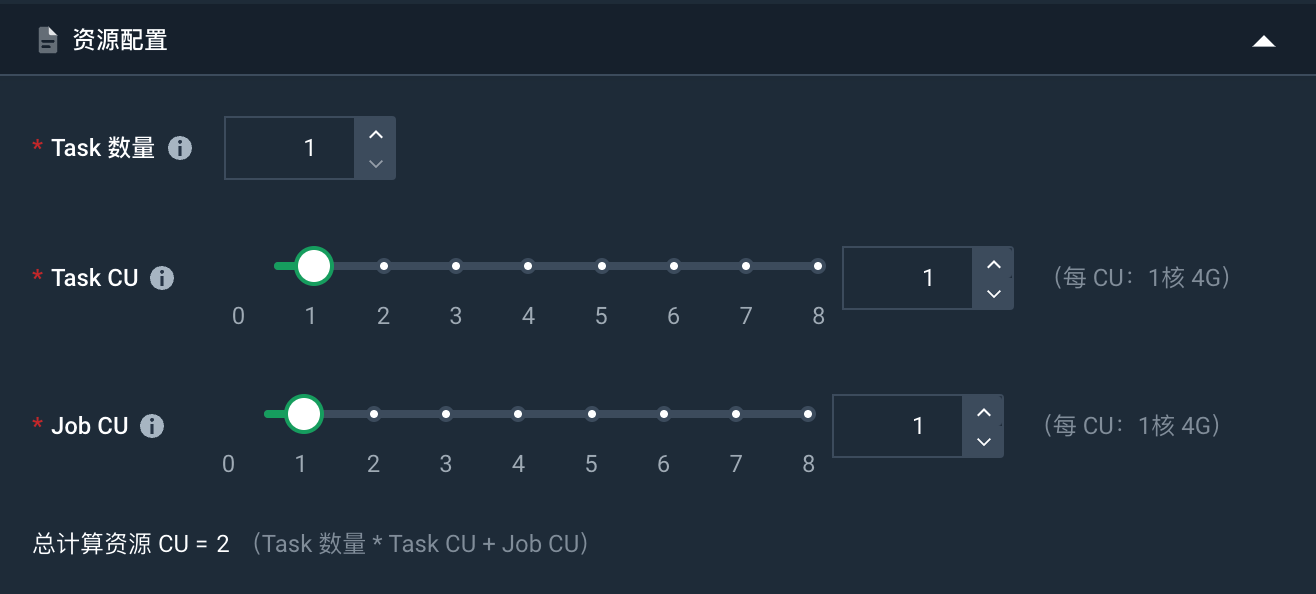 资源配置
* Task 数量 1
* Task CU 1 （每 CU：1核 4G）
0 1 2 3 4 5 6 7 8
* Job CU 1 （每 CU：1核 4G）
0 1 2 3 4 5 6 7 8
总计算资源 CU = 2 （Task 数量 * Task CU + Job CU）